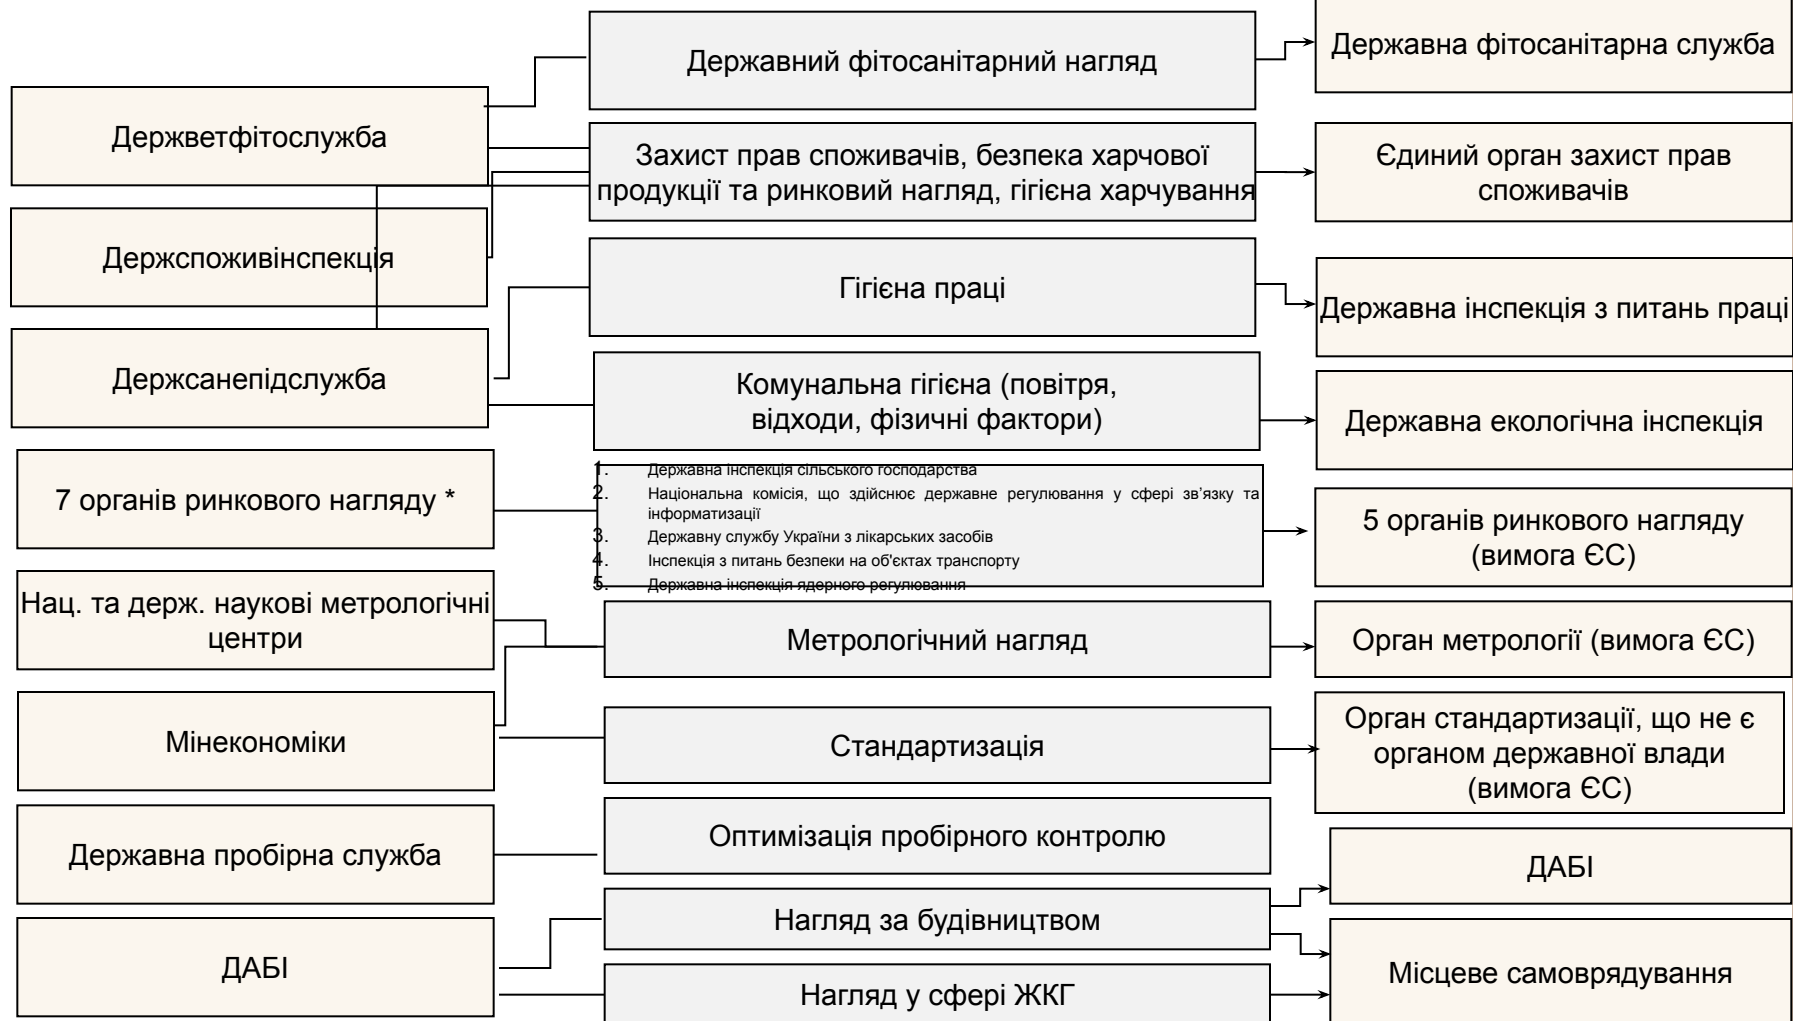 Державний фітосанітарний нагляд
Державна фітосанітарна служба
Держветфітослужба
Захист прав споживачів, безпека харчової
продукції та ринковий нагляд, гігієна харчування
Єдиний орган захист прав
споживачів
Держспоживінспекція
Гігієна праці
Державна інспекція з питань праці
Держсанепідслужба
Комунальна гігієна (повітря,
відходи, фізичні фактори)
Державна екологічна інспекція
7 органів ринкового нагляду *
1. Державна інспекція сільського господарства
2. Національна комісія, що здійснює державне регулювання у сфері зв’язку та
інформатизації
3. Державну службу України з лікарських засобів
4. Інспекція з питань безпеки на об'єктах транспорту
5. Державна інспекція ядерного регулювання
5 органів ринкового нагляду
(вимога ЄС)
Нац. та держ. наукові метрологічні
центри
Метрологічний нагляд
Орган метрології (вимога ЄС)
Мінекономіки
Стандартизація
Орган стандартизації, що не є
органом державної влади
(вимога ЄС)
Державна пробірна служба
Оптимізація пробірного контролю
ДАБІ
Нагляд за будівництвом
ДАБІ
Нагляд у сфері ЖКГ
Місцеве самоврядування